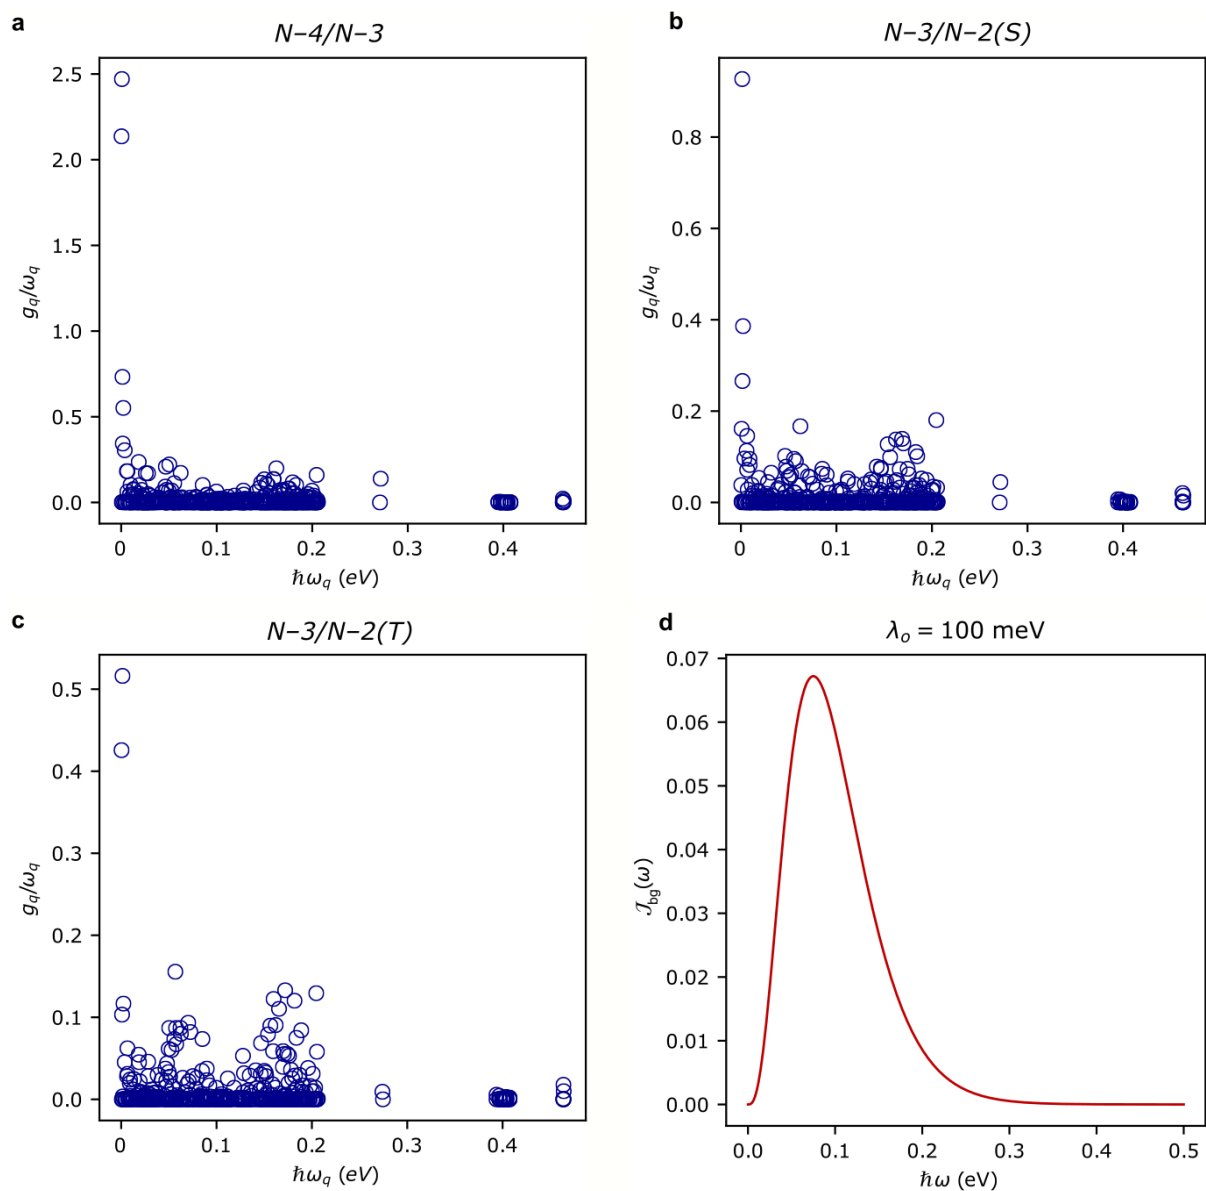 a
N−4/N−3
2.5
2.0
1.5
1.0
0.5
0.0
g_q/ω_q
0 0.1 0.2 0.3 0.4
ħω_q (eV)
b
N−3/N−2(S)
0.8
0.6
0.4
0.2
0.0
g_q/ω_q
0 0.1 0.2 0.3 0.4
ħω_q (eV)
c
N−3/N−2(T)
0.5
0.4
0.3
0.2
0.1
0.0
g_q/ω_q
0 0.1 0.2 0.3 0.4
ħω_q (eV)
d
λ_o = 100 meV
0.07
0.06
0.05
0.04
0.03
0.02
0.01
0.00
𝒥_bg(ω)
0.0 0.1 0.2 0.3 0.4 0.5
ħω (eV)